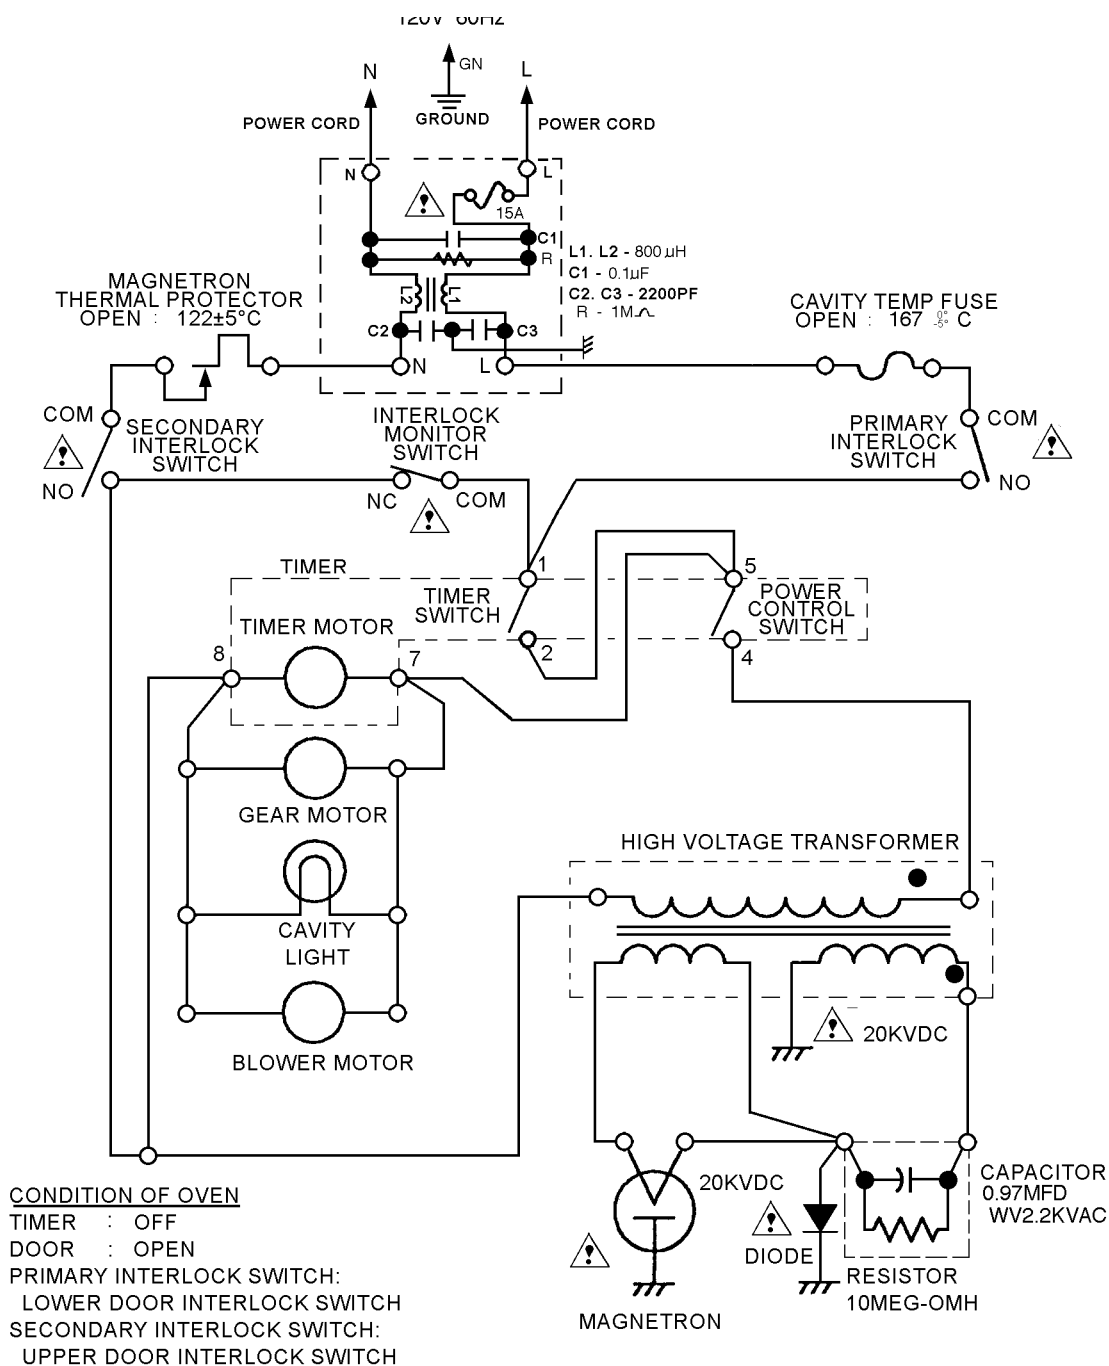 120V 60HZ
GN
N
L
GROUND
POWER CORD
POWER CORD
N
L
15A
C1
R
L1. L2 - 800 µH
C1 - 0.1µF
C2. C3 - 2200PF
R - 1M
L2
L1
C2
C3
N
L
MAGNETRON
THERMAL PROTECTOR
OPEN : 122±5°C
CAVITY TEMP FUSE
OPEN : 167 0°/-5° C
COM
SECONDARY
INTERLOCK
SWITCH
NO
INTERLOCK
MONITOR
SWITCH
NC
COM
PRIMARY
INTERLOCK
SWITCH
COM
NO
TIMER
1
5
TIMER
SWITCH
POWER
CONTROL
SWITCH
TIMER MOTOR
8
7
2
4
GEAR MOTOR
HIGH VOLTAGE TRANSFORMER
CAVITY
LIGHT
BLOWER MOTOR
20KVDC
20KVDC
DIODE
CAPACITOR
0.97MFD
WV2.2KVAC
RESISTOR
10MEG-OMH
MAGNETRON
CONDITION OF OVEN
TIMER : OFF
DOOR : OPEN
PRIMARY INTERLOCK SWITCH:
LOWER DOOR INTERLOCK SWITCH
SECONDARY INTERLOCK SWITCH:
UPPER DOOR INTERLOCK SWITCH